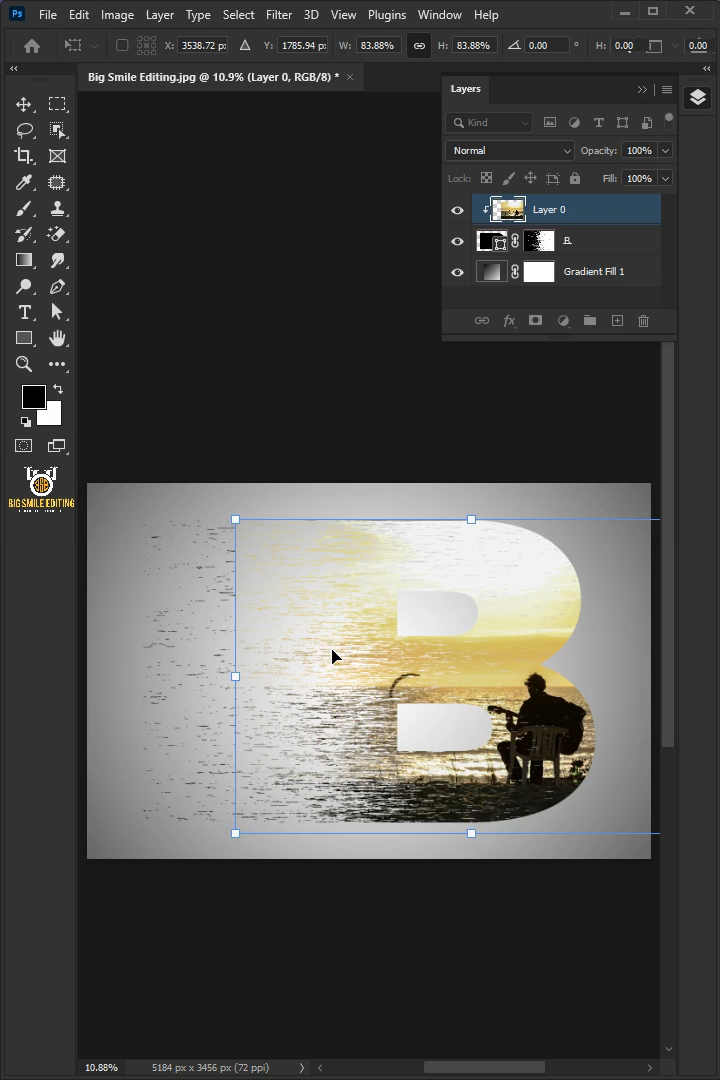 Ps File Edit Image Layer Type Select Filter 3D View Plugins Window Help
X: 3538.72 px Y: 1785.94 px W: 83.88% H: 83.88% 0.00 ° H: 0.00 0.00
Big Smile Editing.jpg @ 10.9% (Layer 0, RGB/8) * ×
Layers
Kind
Normal Opacity: 100%
Lock: Fill: 100%
Layer 0
B
Gradient Fill 1
T
BIG SMILE EDITING
B
10.88% 5184 px x 3456 px (72 ppi)